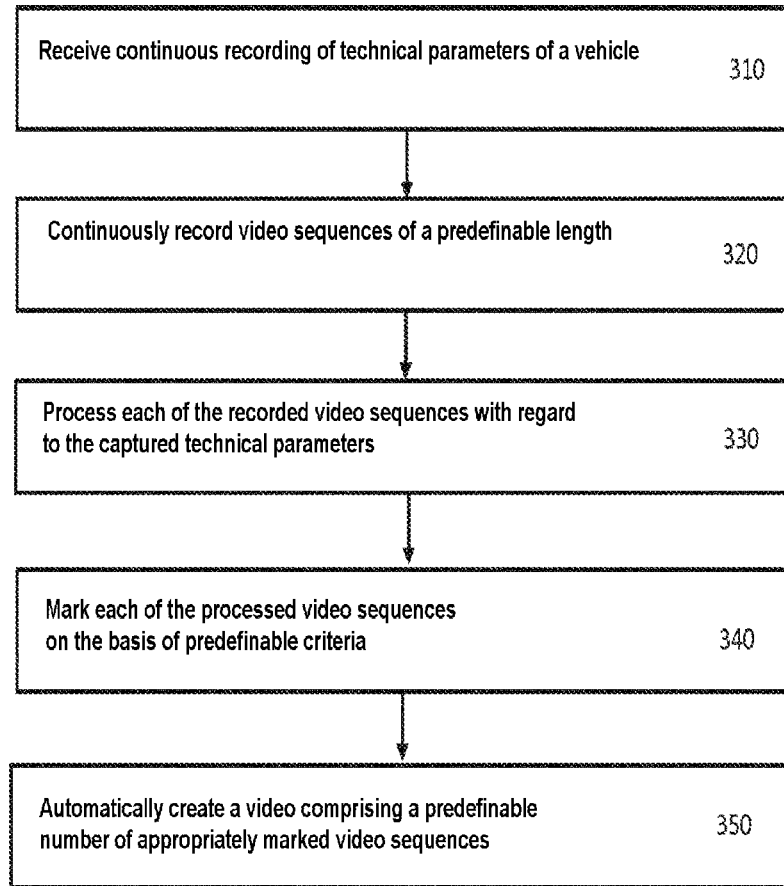 Receive continuous recording of technical parameters of a vehicle
310
Continuously record video sequences of a predefinable length
320
Process each of the recorded video sequences with regard
to the captured technical parameters
330
Mark each of the processed video sequences
on the basis of predefinable criteria
340
Automatically create a video comprising a predefinable
number of appropriately marked video sequences
350